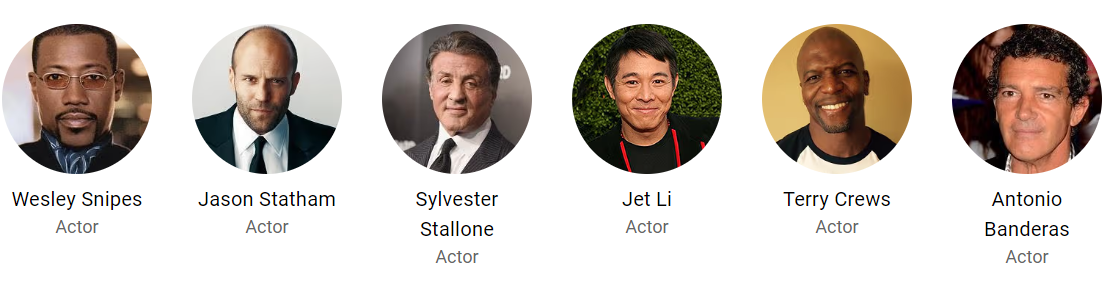 Wesley Snipes
Actor
Jason Statham
Actor
Sylvester
Stallone
Actor
Jet Li
Actor
Terry Crews
Actor
Antonio
Banderas
Actor